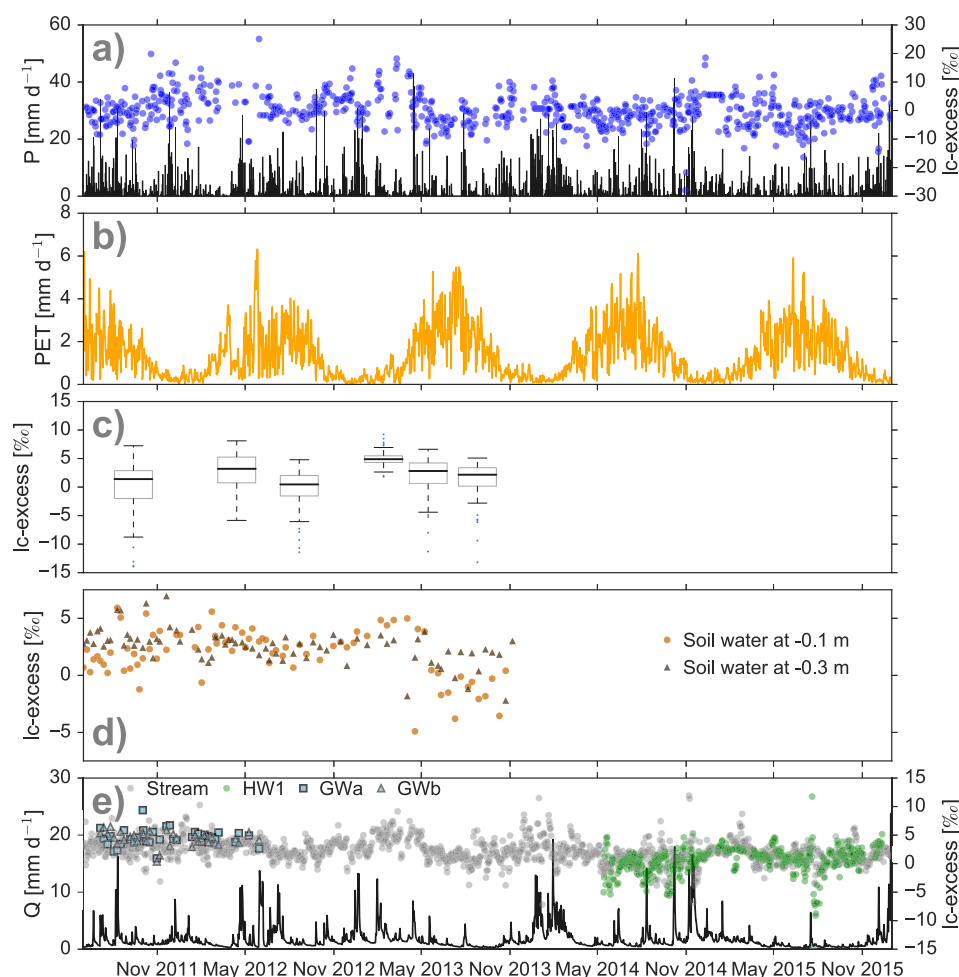 a)
P [mm d⁻¹]
60
40
20
0
30
20
10
0
−10
−20
−30
lc-excess [‰]
b)
PET [mm d⁻¹]
8
6
4
2
0
c)
lc-excess [‰]
15
10
5
0
−5
−10
−15
d)
lc-excess [‰]
5
0
−5
Soil water at -0.1 m
Soil water at -0.3 m
e)
Stream HW1 GWa GWb
Q [mm d⁻¹]
30
20
10
0
15
10
5
0
−5
−10
−15
lc-excess [‰]
Nov 2011 May 2012 Nov 2012 May 2013 Nov 2013 May 2014 Nov 2014 May 2015 Nov 2015